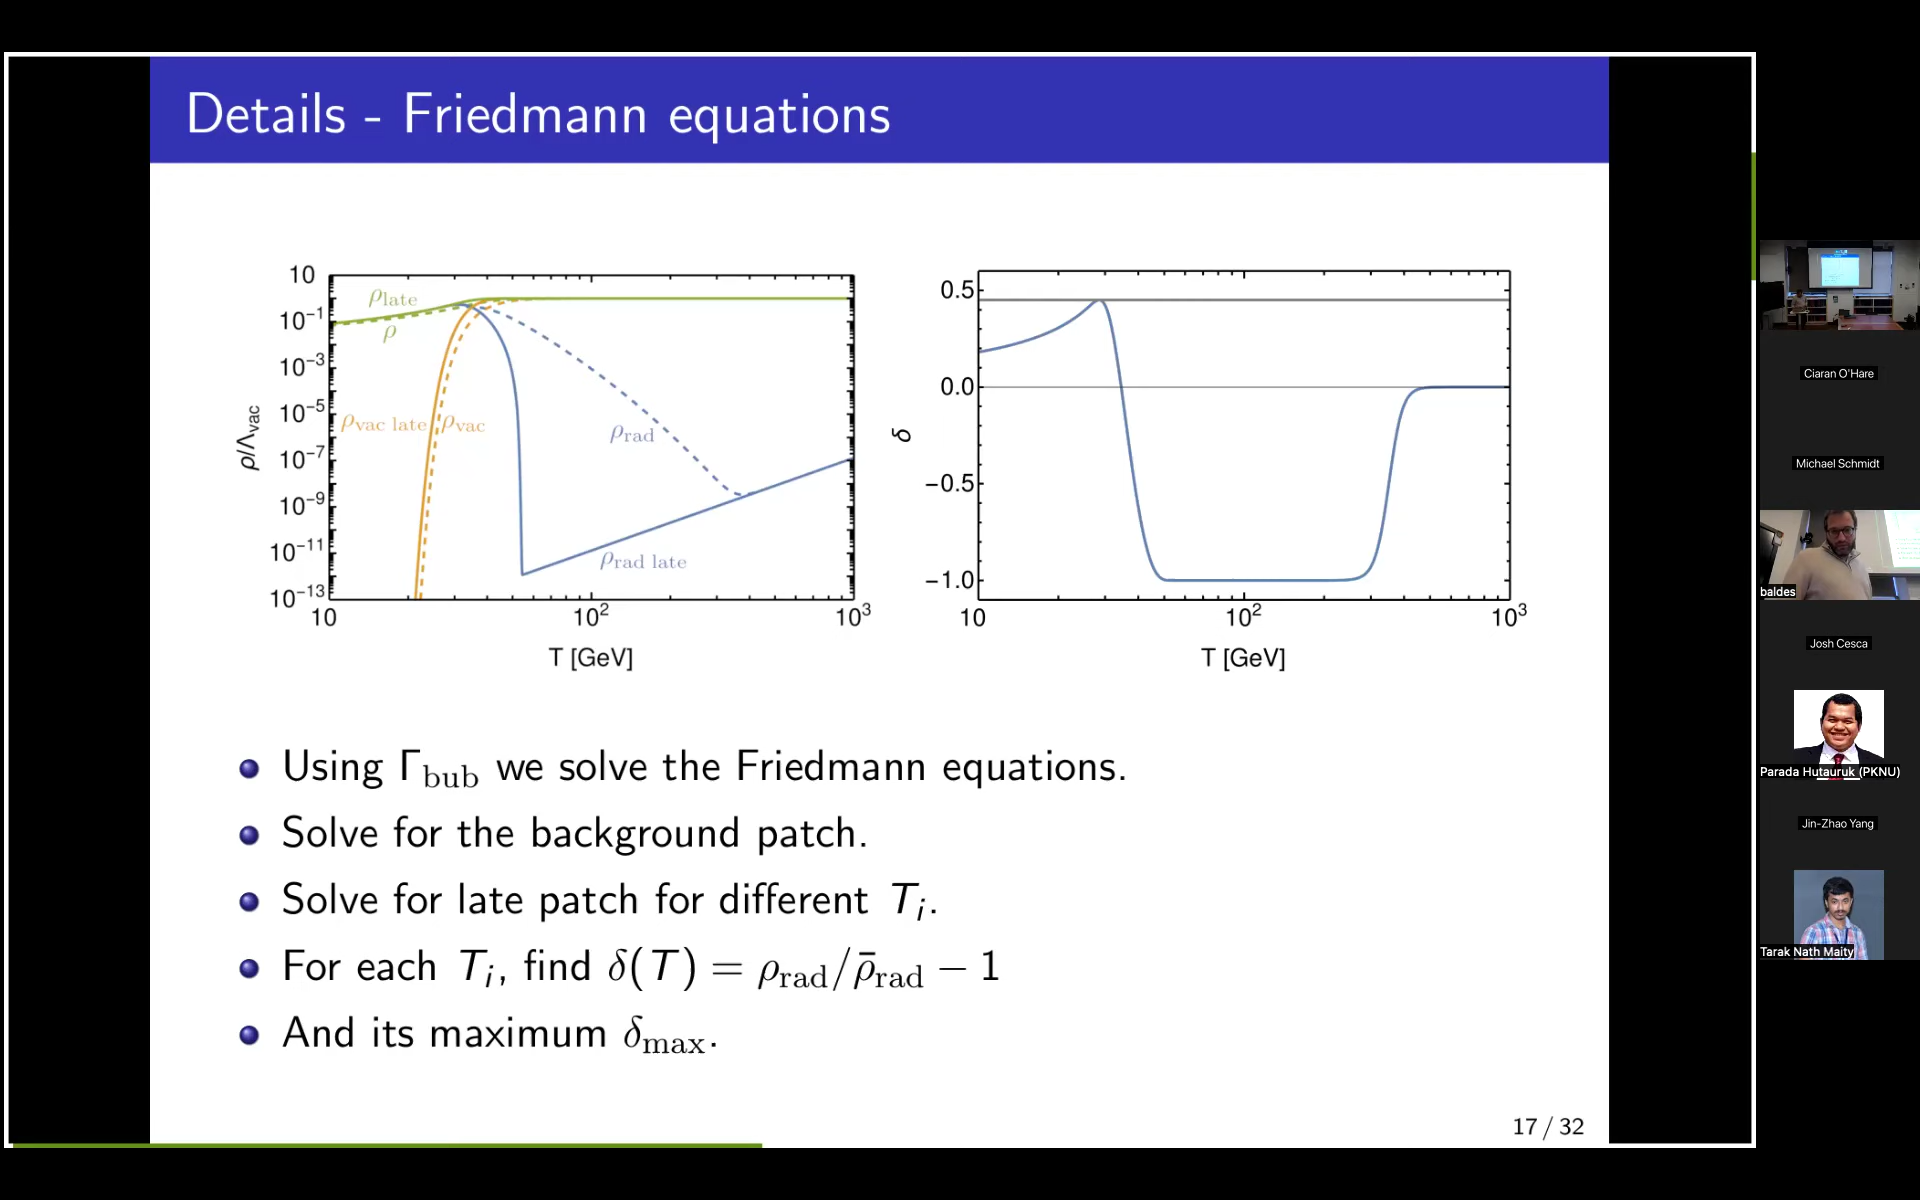 Details - Friedmann equations
10
10⁻¹
10⁻³
10⁻⁵
10⁻⁷
10⁻⁹
10⁻¹¹
10⁻¹³
ρ/Λvac
ρlate
ρ
ρvac late
ρvac
ρrad
ρrad late
10
10²
10³
T [GeV]
0.5
0.0
−0.5
−1.0
δ
10
10²
10³
T [GeV]
Using Γbub we solve the Friedmann equations.
Solve for the background patch.
Solve for late patch for different Tᵢ.
For each Tᵢ, find δ(T) = ρrad/ρ̄rad − 1
And its maximum δmax.
17 / 32
Ciaran O'Hare
Michael Schmidt
baldes
Josh Cesca
Parada Hutauruk (PKNU)
Jin-Zhao Yang
Tarak Nath Maity